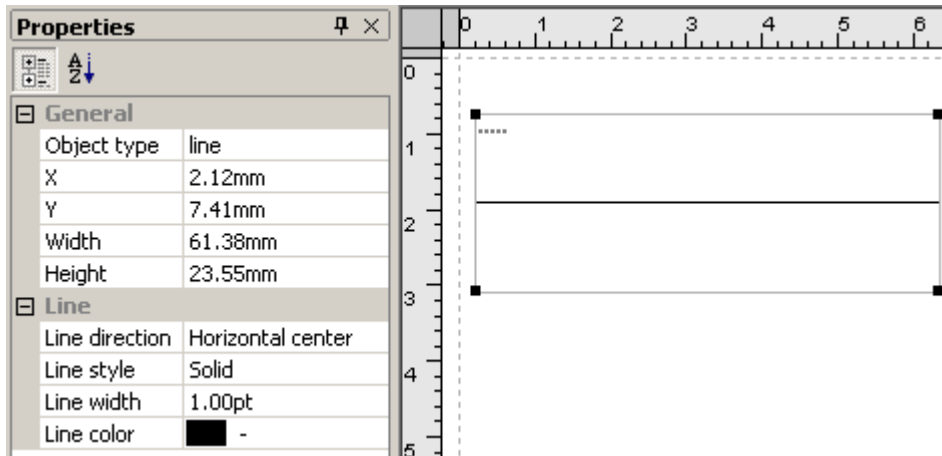 Properties
A
Z
General
Object type line
X 2.12mm
Y 7.41mm
Width 61.38mm
Height 23.55mm
Line
Line direction Horizontal center
Line style Solid
Line width 1.00pt
Line color -
0 1 2 3 4 5 6
0
1
2
3
4
5